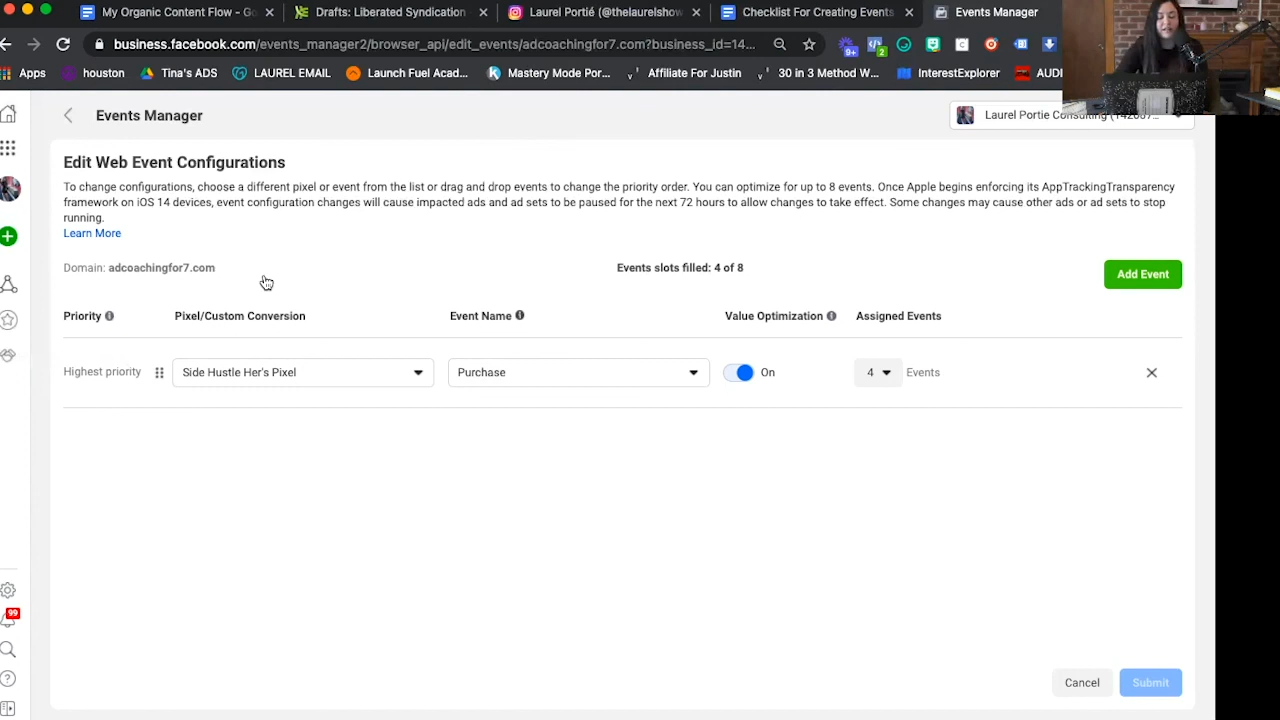 My Organic Content Flow - Go
Drafts: Liberated Syndication
Laurel Portié (@thelaurelshow
Checklist For Creating Events
Events Manager
business.facebook.com/events_manager2/browser_api/edit_events/adcoachingfor7.com?business_id=14...
9+
2
Apps
houston
Tina's ADS
LAUREL EMAIL
Launch Fuel Acad...
Mastery Mode Por...
Affiliate For Justin
30 in 3 Method W...
InterestExplorer
AUDI
Events Manager
Laurel Portie Consulting
Edit Web Event Configurations
To change configurations, choose a different pixel or event from the list or drag and drop events to change the priority order. You can optimize for up to 8 events. Once Apple begins enforcing its AppTrackingTransparency
framework on iOS 14 devices, event configuration changes will cause impacted ads and ad sets to be paused for the next 72 hours to allow changes to take effect. Some changes may cause other ads or ad sets to stop
running.
Learn More
Domain: adcoachingfor7.com
Events slots filled: 4 of 8
Add Event
Priority
Pixel/Custom Conversion
Event Name
Value Optimization
Assigned Events
Highest priority
Side Hustle Her's Pixel
Purchase
On
4
Events
99
Cancel
Submit